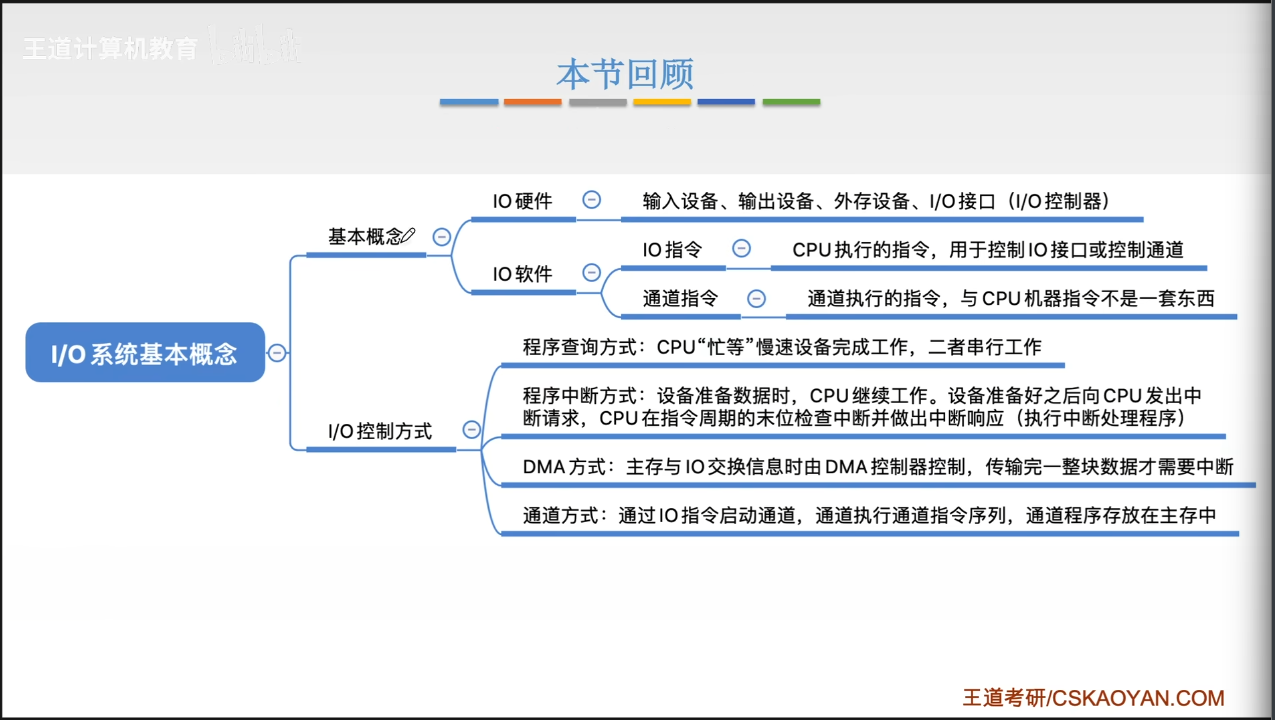 王道计算机教育
本节回顾
I/O系统基本概念
基本概念
IO硬件
输入设备、输出设备、外存设备、I/O接口（I/O控制器）
IO软件
IO指令
CPU执行的指令，用于控制IO接口或控制通道
通道指令
通道执行的指令，与CPU机器指令不是一套东西
I/O控制方式
程序查询方式：CPU“忙等”慢速设备完成工作，二者串行工作
程序中断方式：设备准备数据时，CPU继续工作。设备准备好之后向CPU发出中
断请求，CPU在指令周期的末位检查中断并做出中断响应（执行中断处理程序）
DMA方式：主存与IO交换信息时由DMA控制器控制，传输完一整块数据才需要中断
通道方式：通过IO指令启动通道，通道执行通道指令序列，通道程序存放在主存中
王道考研/CSKAOYAN.COM